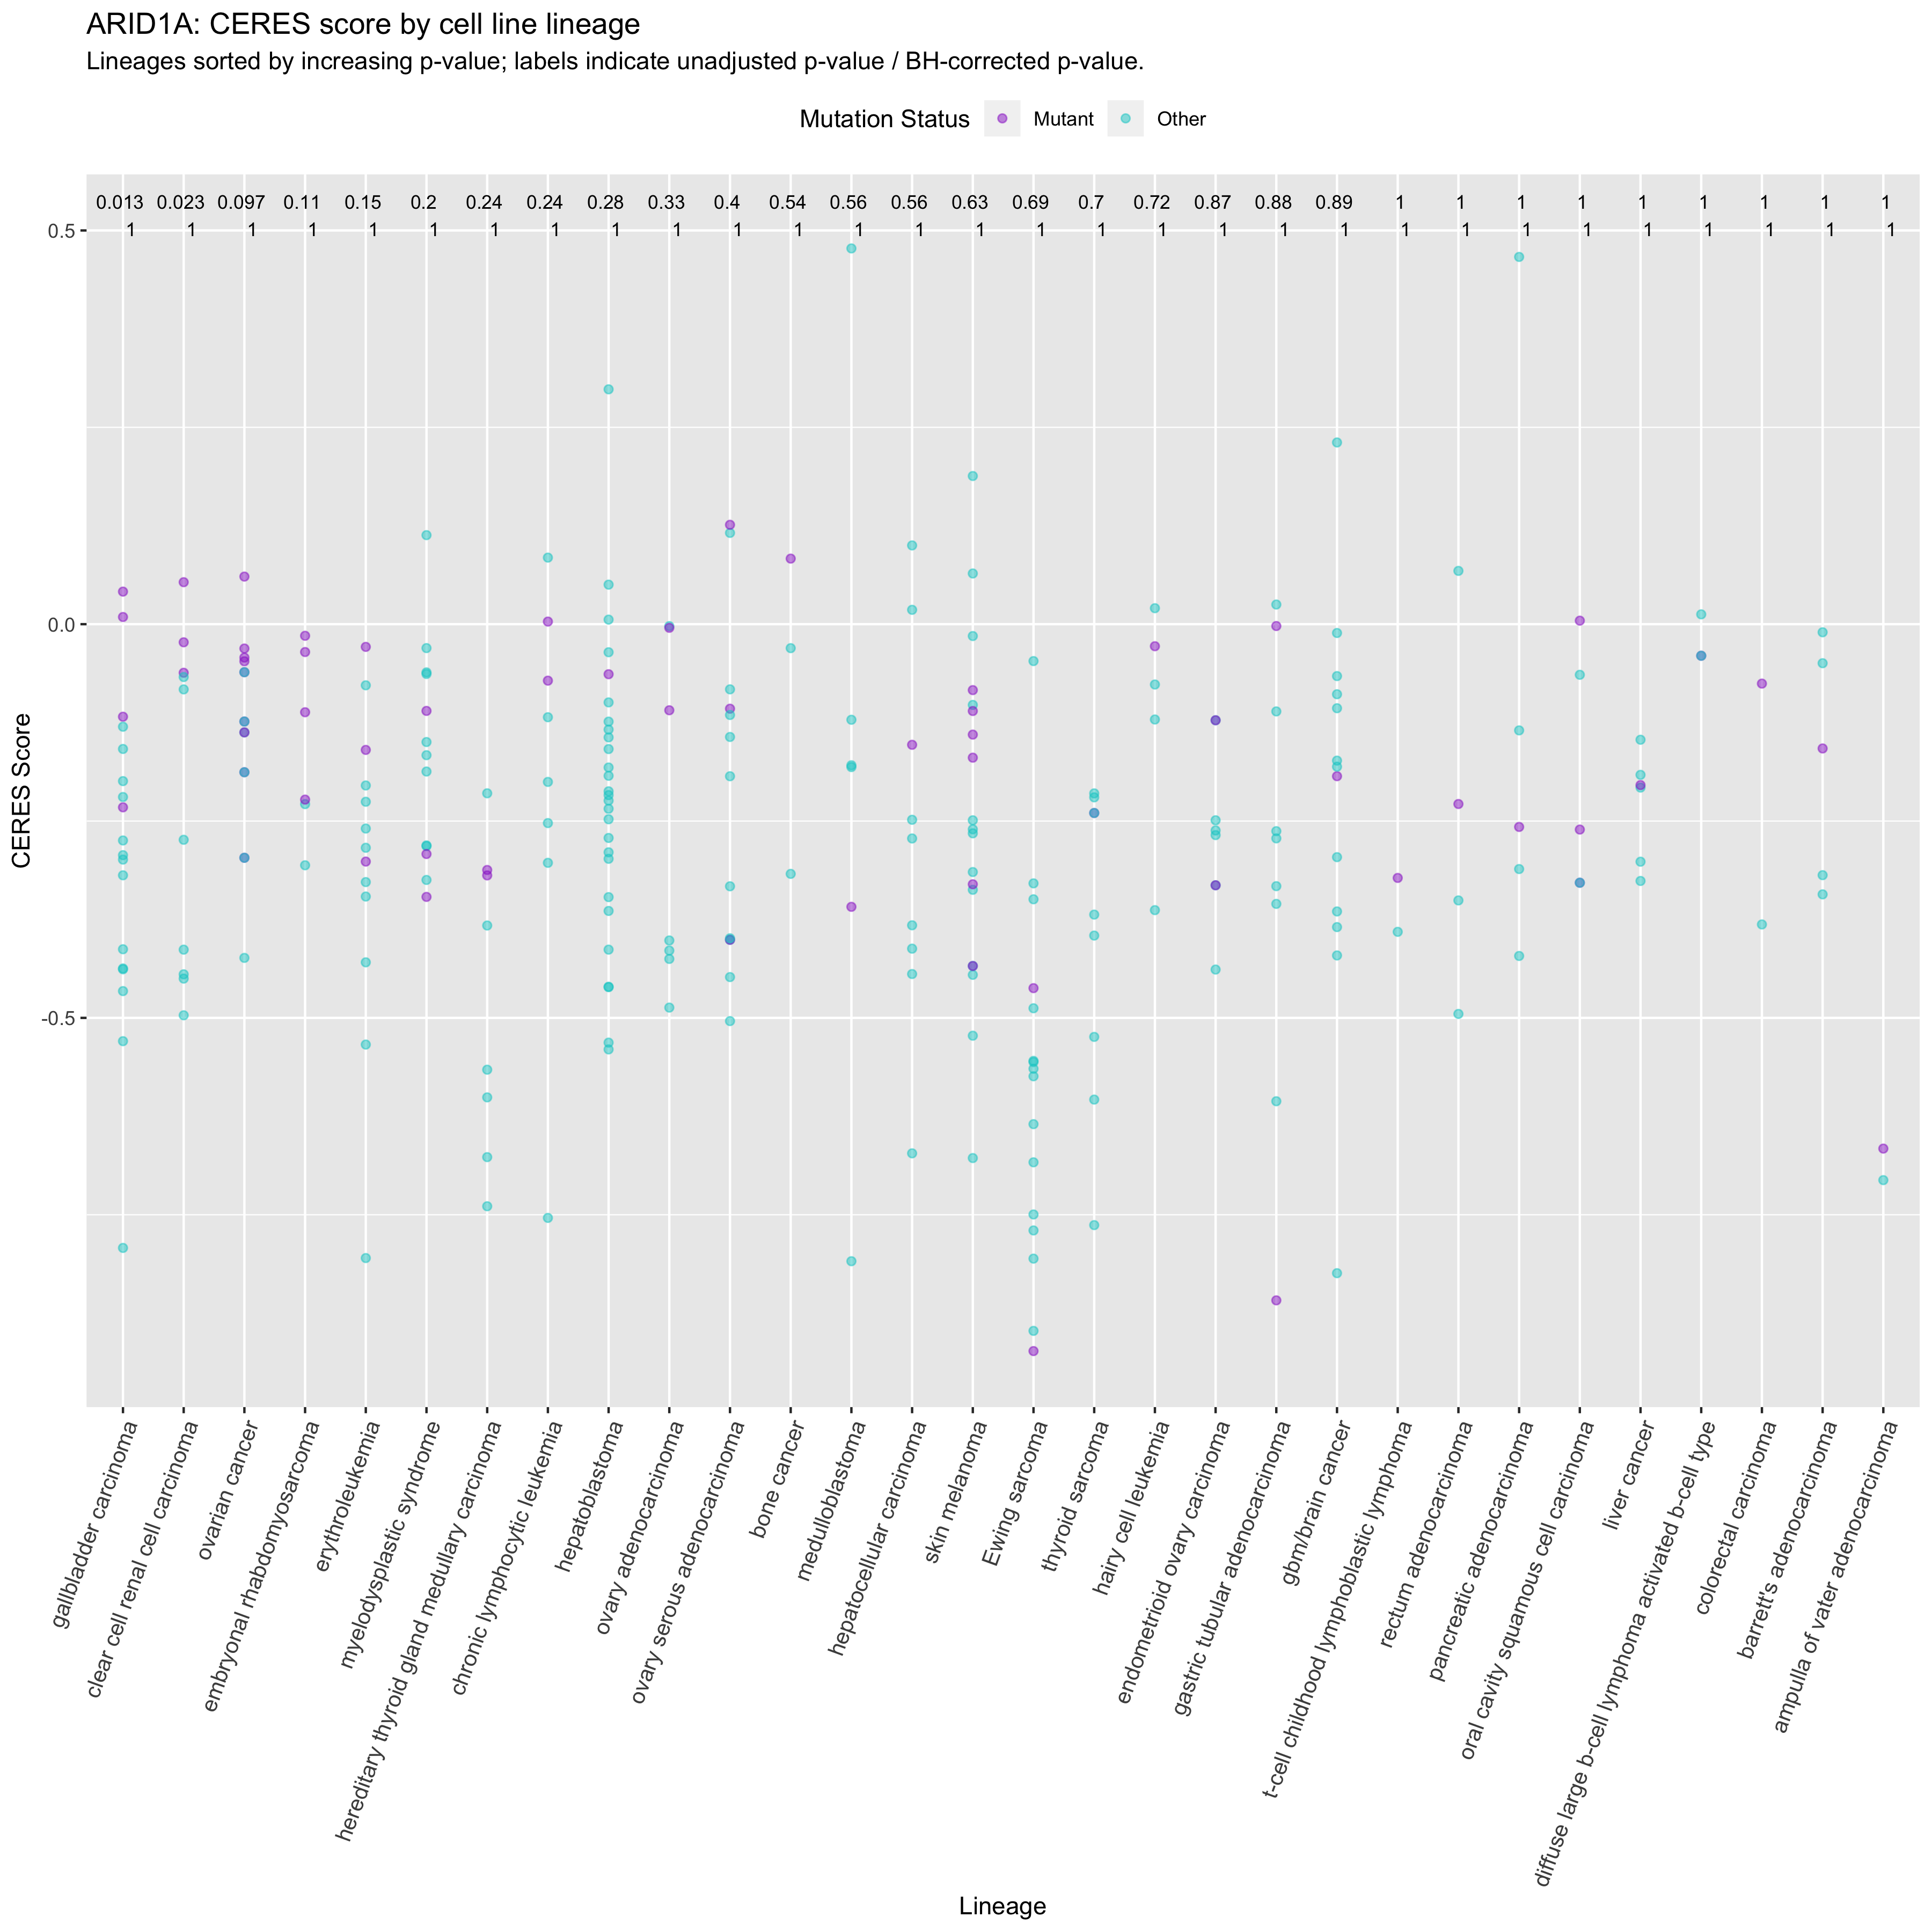 ARID1A: CERES score by cell line lineage
Lineages sorted by increasing p-value; labels indicate unadjusted p-value / BH-corrected p-value.
Mutation Status Mutant Other
0.013 0.023 0.097 0.11 0.15 0.2 0.24 0.24 0.28 0.33 0.4 0.54 0.56 0.56 0.63 0.69 0.7 0.72 0.87 0.88 0.89 1 1 1 1 1 1 1 1 1
1 1 1 1 1 1 1 1 1 1 1 1 1 1 1 1 1 1 1 1 1 1 1 1 1 1 1 1 1 1
0.5
0.0
-0.5
CERES Score
gallbladder carcinoma
clear cell renal cell carcinoma
ovarian cancer
embryonal rhabdomyosarcoma
erythroleukemia
myelodysplastic syndrome
hereditary thyroid gland medullary carcinoma
chronic lymphocytic leukemia
hepatoblastoma
ovary adenocarcinoma
ovary serous adenocarcinoma
bone cancer
medulloblastoma
hepatocellular carcinoma
skin melanoma
Ewing sarcoma
thyroid sarcoma
hairy cell leukemia
endometrioid ovary carcinoma
gastric tubular adenocarcinoma
gbm/brain cancer
t-cell childhood lymphoblastic lymphoma
rectum adenocarcinoma
pancreatic adenocarcinoma
oral cavity squamous cell carcinoma
liver cancer
diffuse large b-cell lymphoma activated b-cell type
colorectal carcinoma
barrett's adenocarcinoma
ampulla of vater adenocarcinoma
Lineage